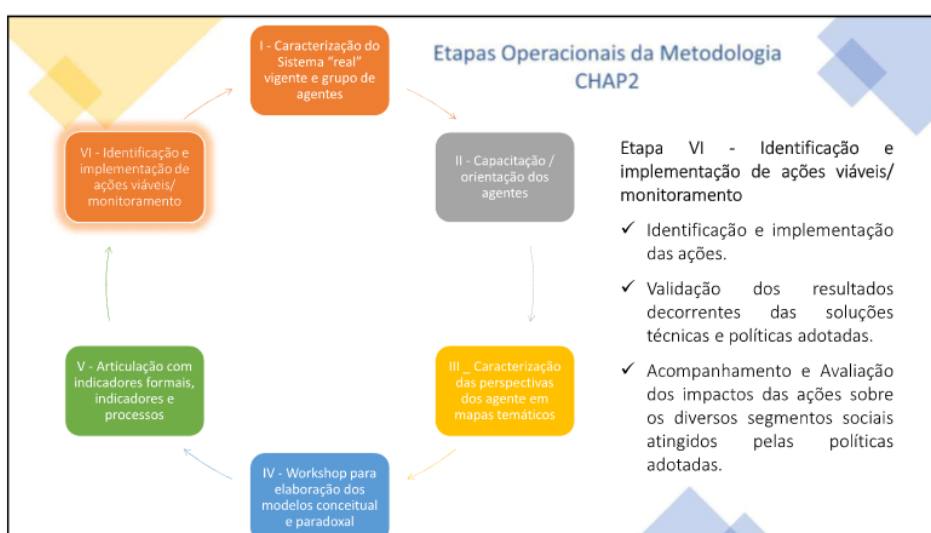 Etapas Operacionais da Metodologia
CHAP2
I - Caracterização do
Sistema “real”
vigente e grupo de
agentes
II - Capacitação /
orientação dos
agentes
III _ Caracterização
das perspectivas
dos agente em
mapas temáticos
IV - Workshop para
elaboração dos
modelos conceitual
e paradoxal
V - Articulação com
indicadores formais,
indicadores e
processos
VI - Identificação e
implementação de
ações viáveis/
monitoramento
Etapa VI - Identificação e
implementação de ações viáveis/
monitoramento
✓ Identificação e implementação
das ações.
✓ Validação dos resultados
decorrentes das soluções
técnicas e políticas adotadas.
✓ Acompanhamento e Avaliação
dos impactos das ações sobre
os diversos segmentos sociais
atingidos pelas políticas
adotadas.